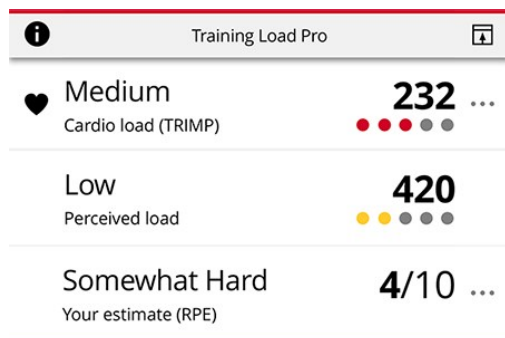 Training Load Pro
Medium 232
Cardio load (TRIMP)
Low 420
Perceived load
Somewhat Hard 4/10
Your estimate (RPE)